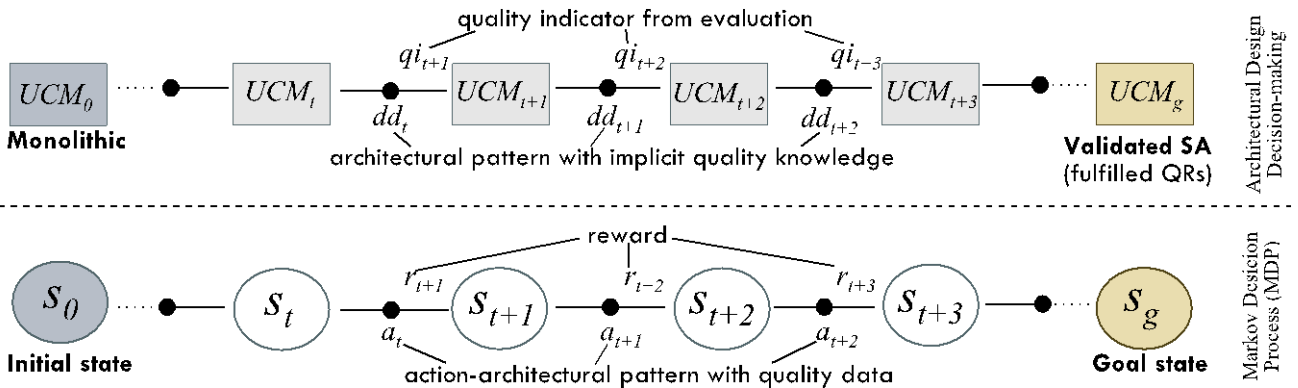 quality indicator from evaluation
qi_{t+1} qi_{t+2} qi_{t-3}
UCM_0 UCM_t UCM_{t+1} UCM_{t+2} UCM_{t+3} UCM_g
dd_t dd_{t+1} dd_{t+2}
Monolithic
architectural pattern with implicit quality knowledge
Validated SA
(fulfilled QRs)
Architectural Design
Decision-making
reward
r_{t+1} r_{t-2} r_{t+3}
s_0 s_t s_{t+1} s_{t+2} s_{t+3} s_g
a_t a_{t+1} a_{t+2}
Initial state
Goal state
action-architectural pattern with quality data
Markov Desicion
Process (MDP)